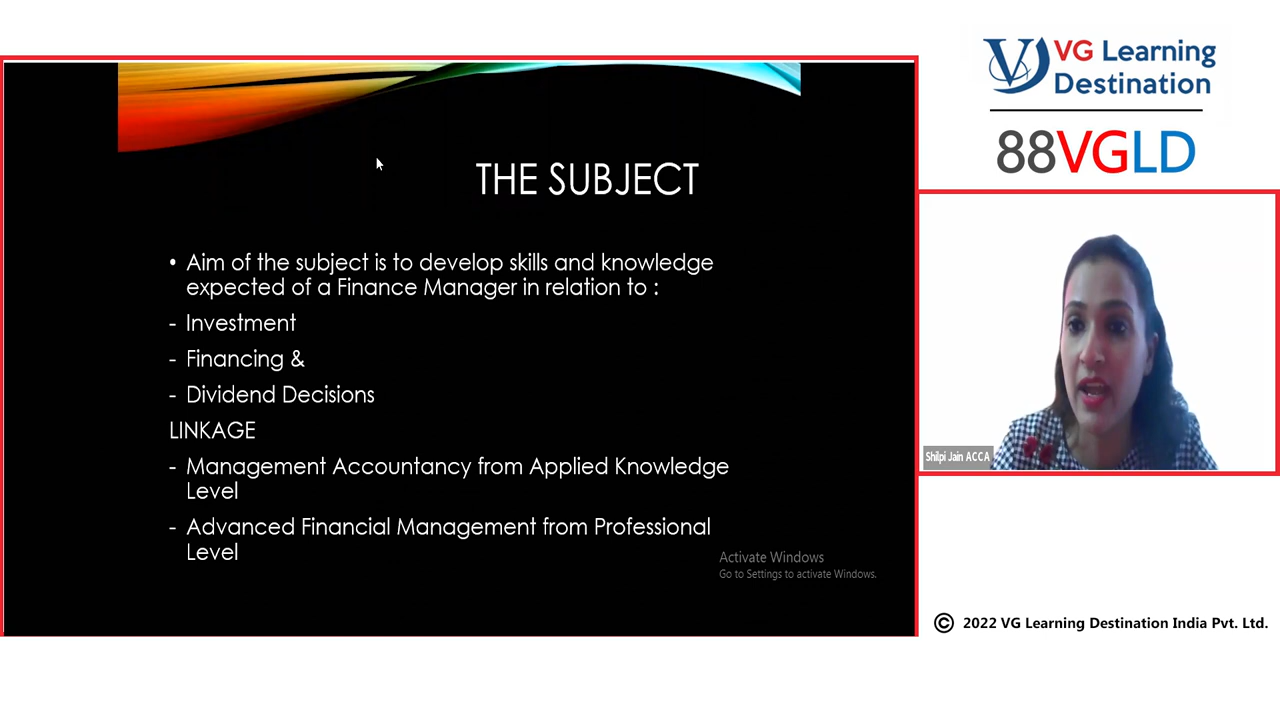 THE SUBJECT
• Aim of the subject is to develop skills and knowledge
expected of a Finance Manager in relation to :
- Investment
- Financing &
- Dividend Decisions
LINKAGE
- Management Accountancy from Applied Knowledge
Level
- Advanced Financial Management from Professional
Level
Activate Windows
Go to Settings to activate Windows.
VG Learning
Destination
88VGLD
Shilpi Jain ACCA
© 2022 VG Learning Destination India Pvt. Ltd.